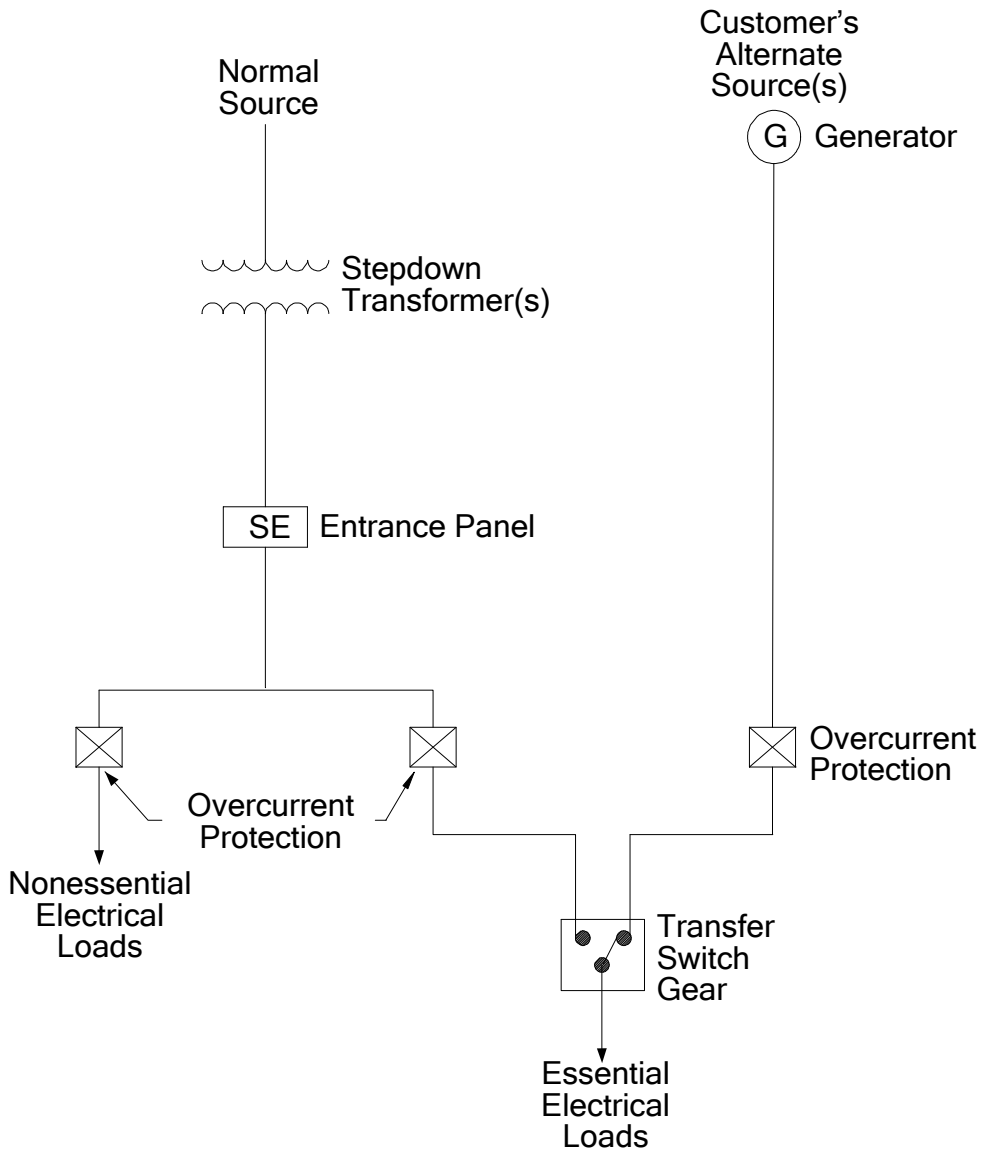 Normal
Source
Customer's
Alternate
Source(s)
G
Generator
Stepdown
Transformer(s)
SE
Entrance Panel
Overcurrent
Protection
Overcurrent
Protection
Nonessential
Electrical
Loads
Transfer
Switch
Gear
Essential
Electrical
Loads